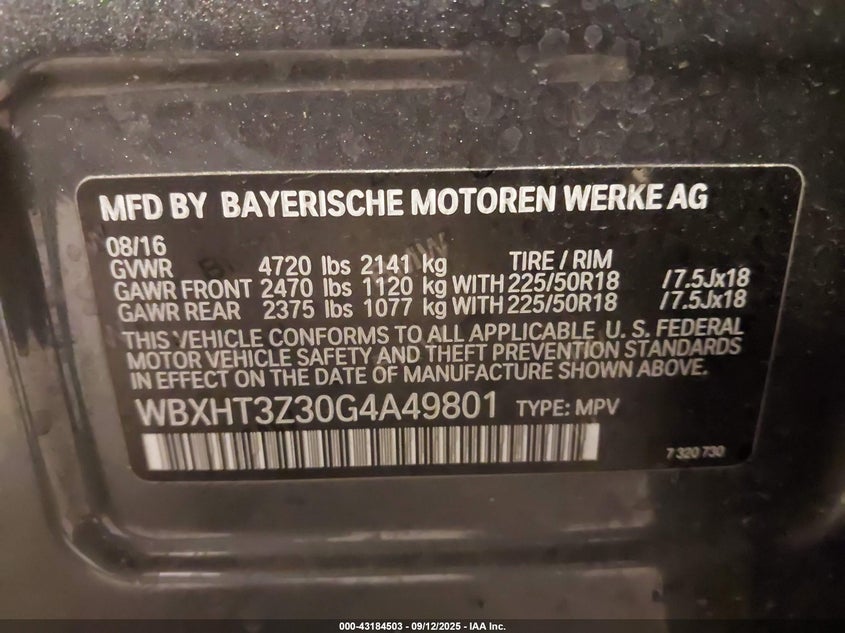 MFD BY BAYERISCHE MOTOREN WERKE AG
08/16
GVWR 4720 lbs 2141 kg TIRE / RIM
GAWR FRONT 2470 lbs 1120 kg WITH 225/50R18 /7.5Jx18
GAWR REAR 2375 lbs 1077 kg WITH 225/50R18 /7.5Jx18
THIS VEHICLE CONFORMS TO ALL APPLICABLE U.S. FEDERAL
MOTOR VEHICLE SAFETY AND THEFT PREVENTION STANDARDS
IN EFFECT ON THE DATE OF MANUFACTURE SHOWN ABOVE.
WBXHT3Z30G4A49801 TYPE: MPV
7 320 730
000-43184503 - 09/12/2025 - IAA Inc.